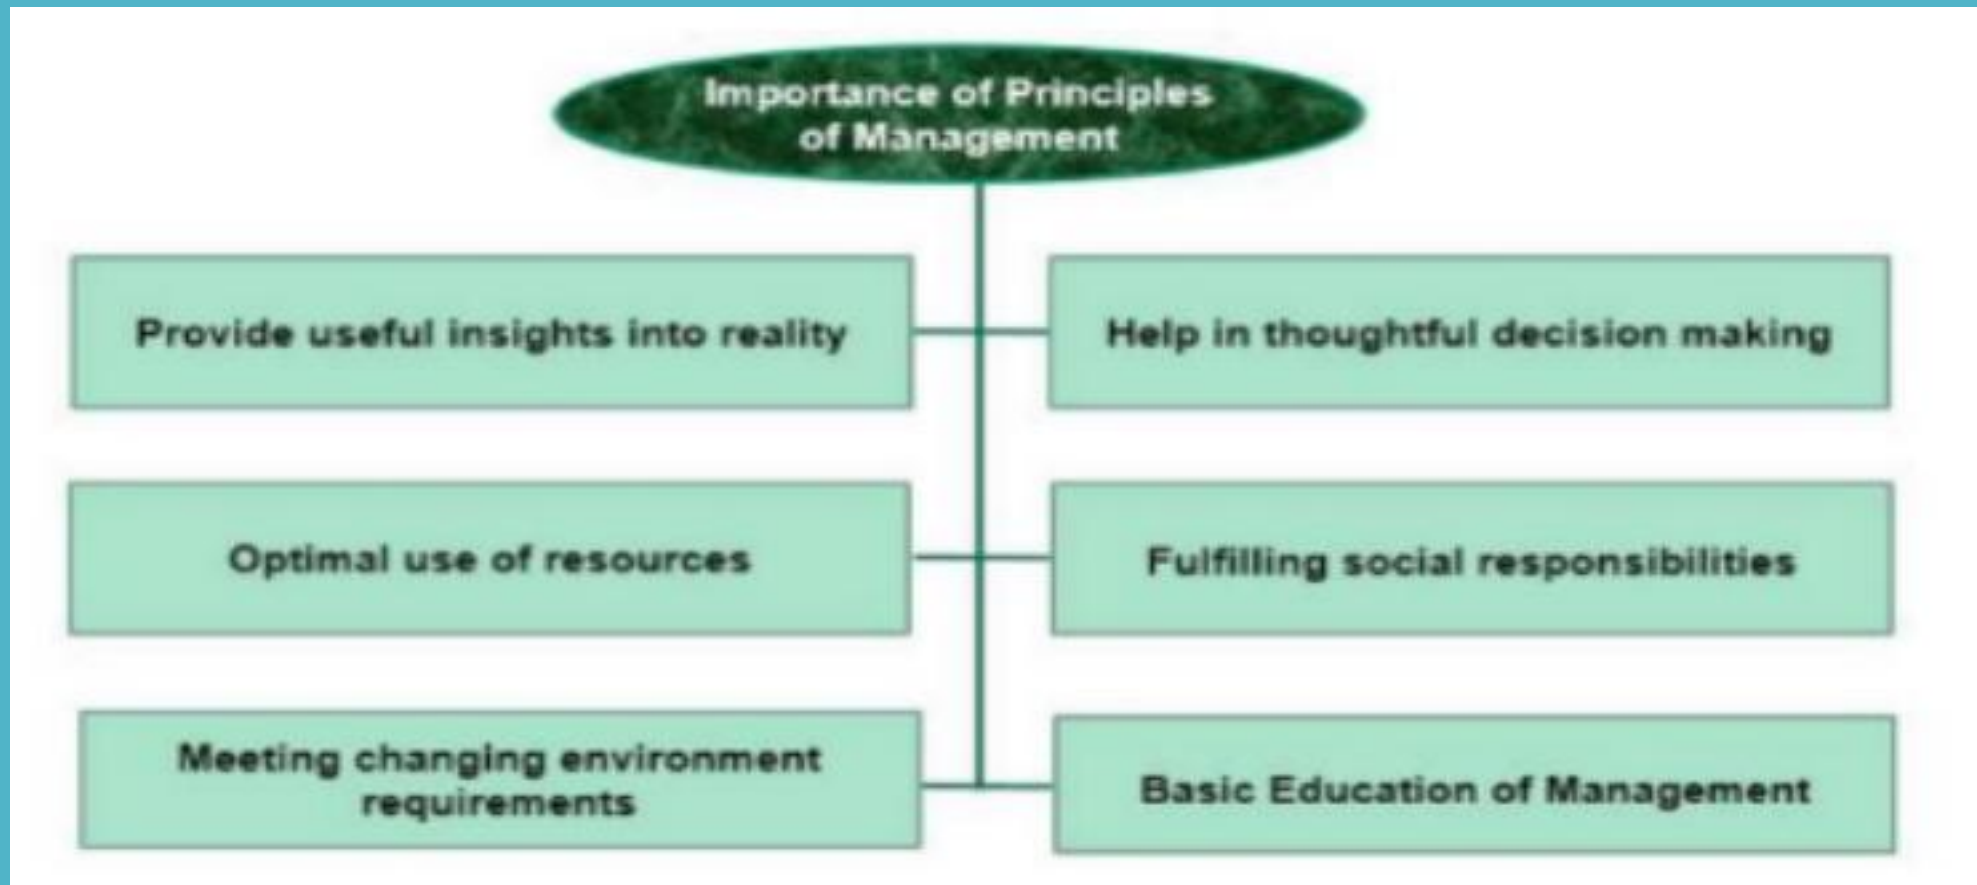 Importance of Principles
of Management
Provide useful insights into reality
Help in thoughtful decision making
Optimal use of resources
Fulfilling social responsibilities
Meeting changing environment
requirements
Basic Education of Management